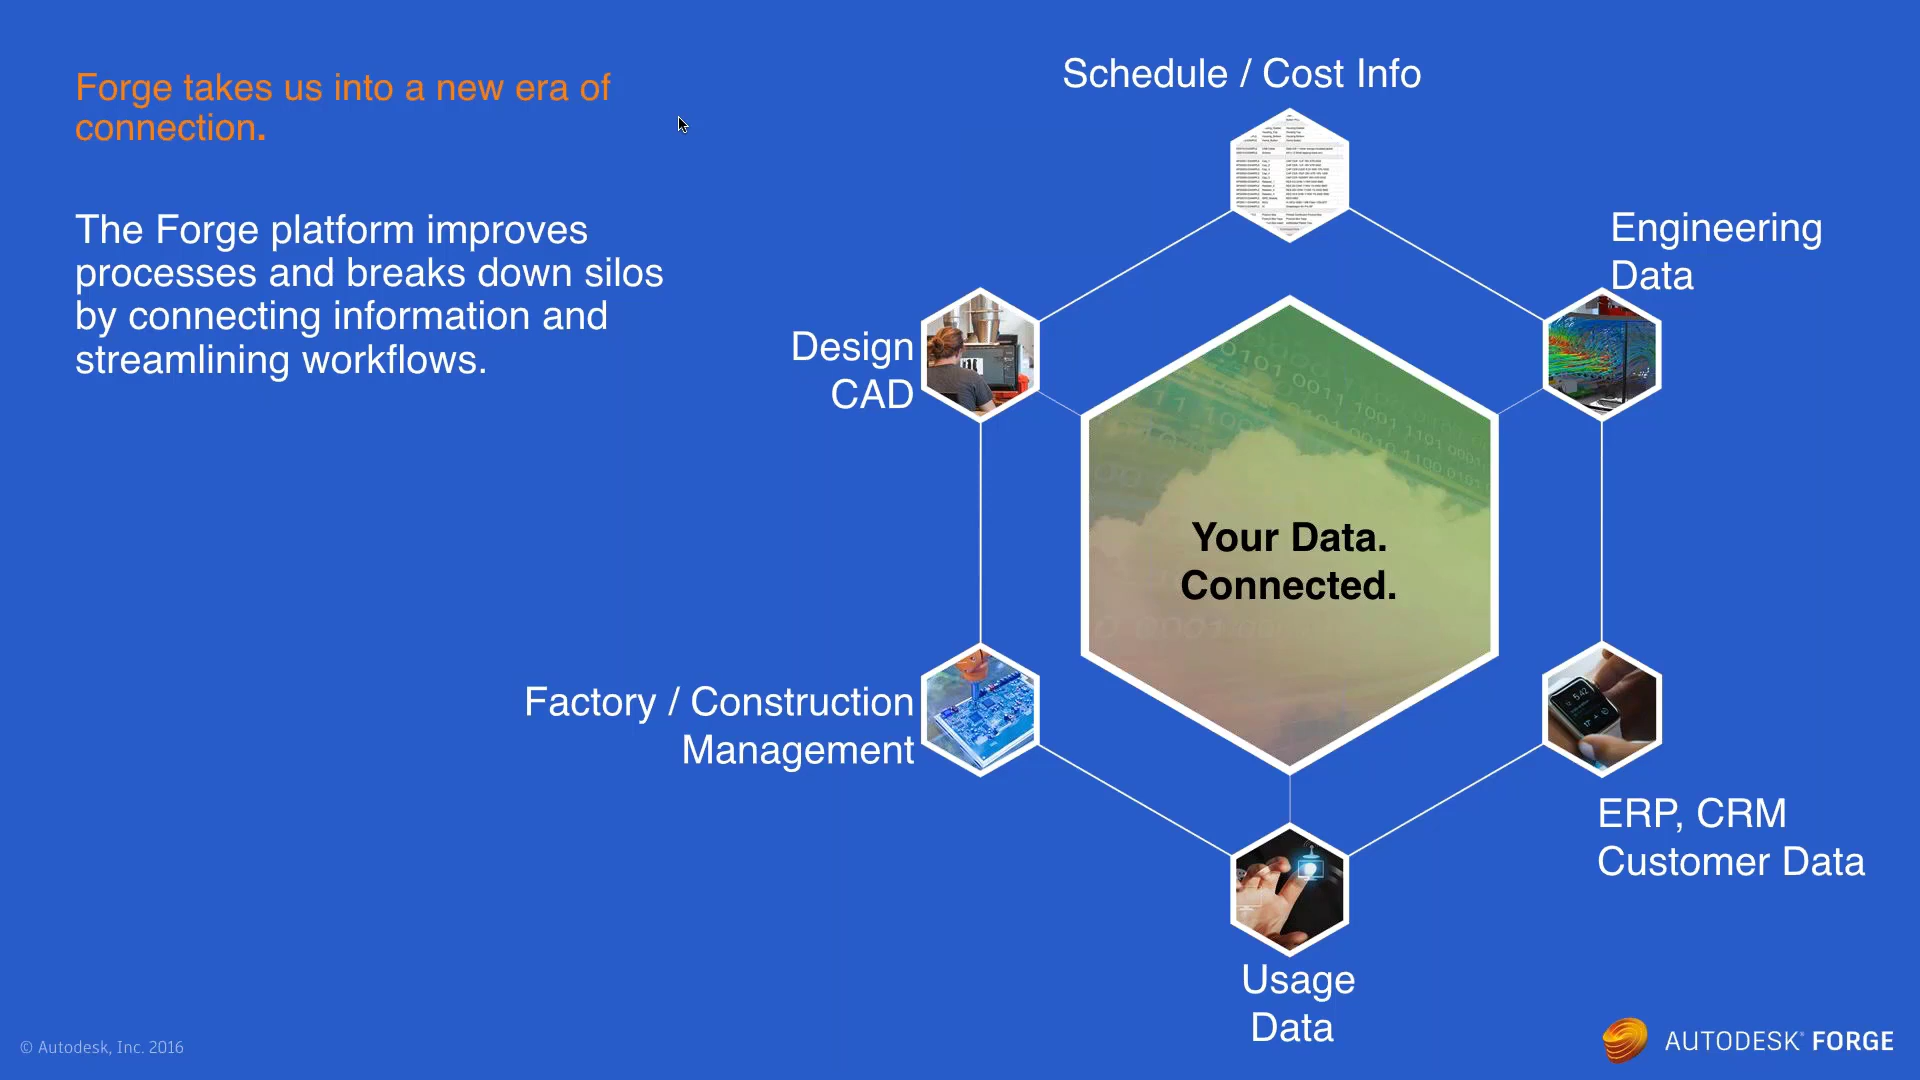 Forge takes us into a new era of
connection.
The Forge platform improves
processes and breaks down silos
by connecting information and
streamlining workflows.
Schedule / Cost Info
Engineering
Data
Design
CAD
Your Data.
Connected.
Factory / Construction
Management
ERP, CRM
Customer Data
Usage
Data
© Autodesk, Inc. 2016
AUTODESK® FORGE